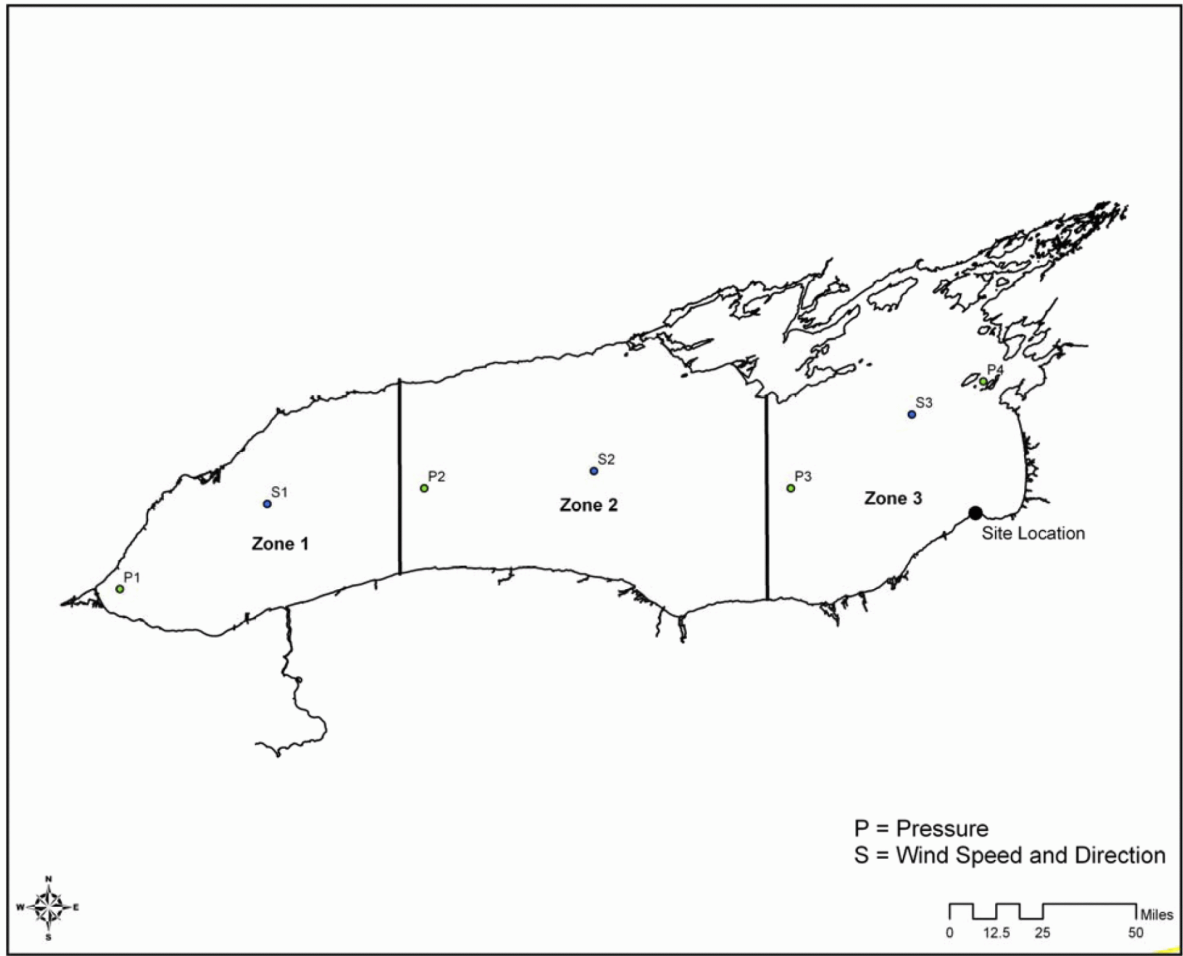 P4
S3
S2
P2
P3
S1
Zone 2
Zone 3
Zone 1
Site Location
P1
P = Pressure
S = Wind Speed and Direction
N
W E
S
Miles
0 12.5 25 50